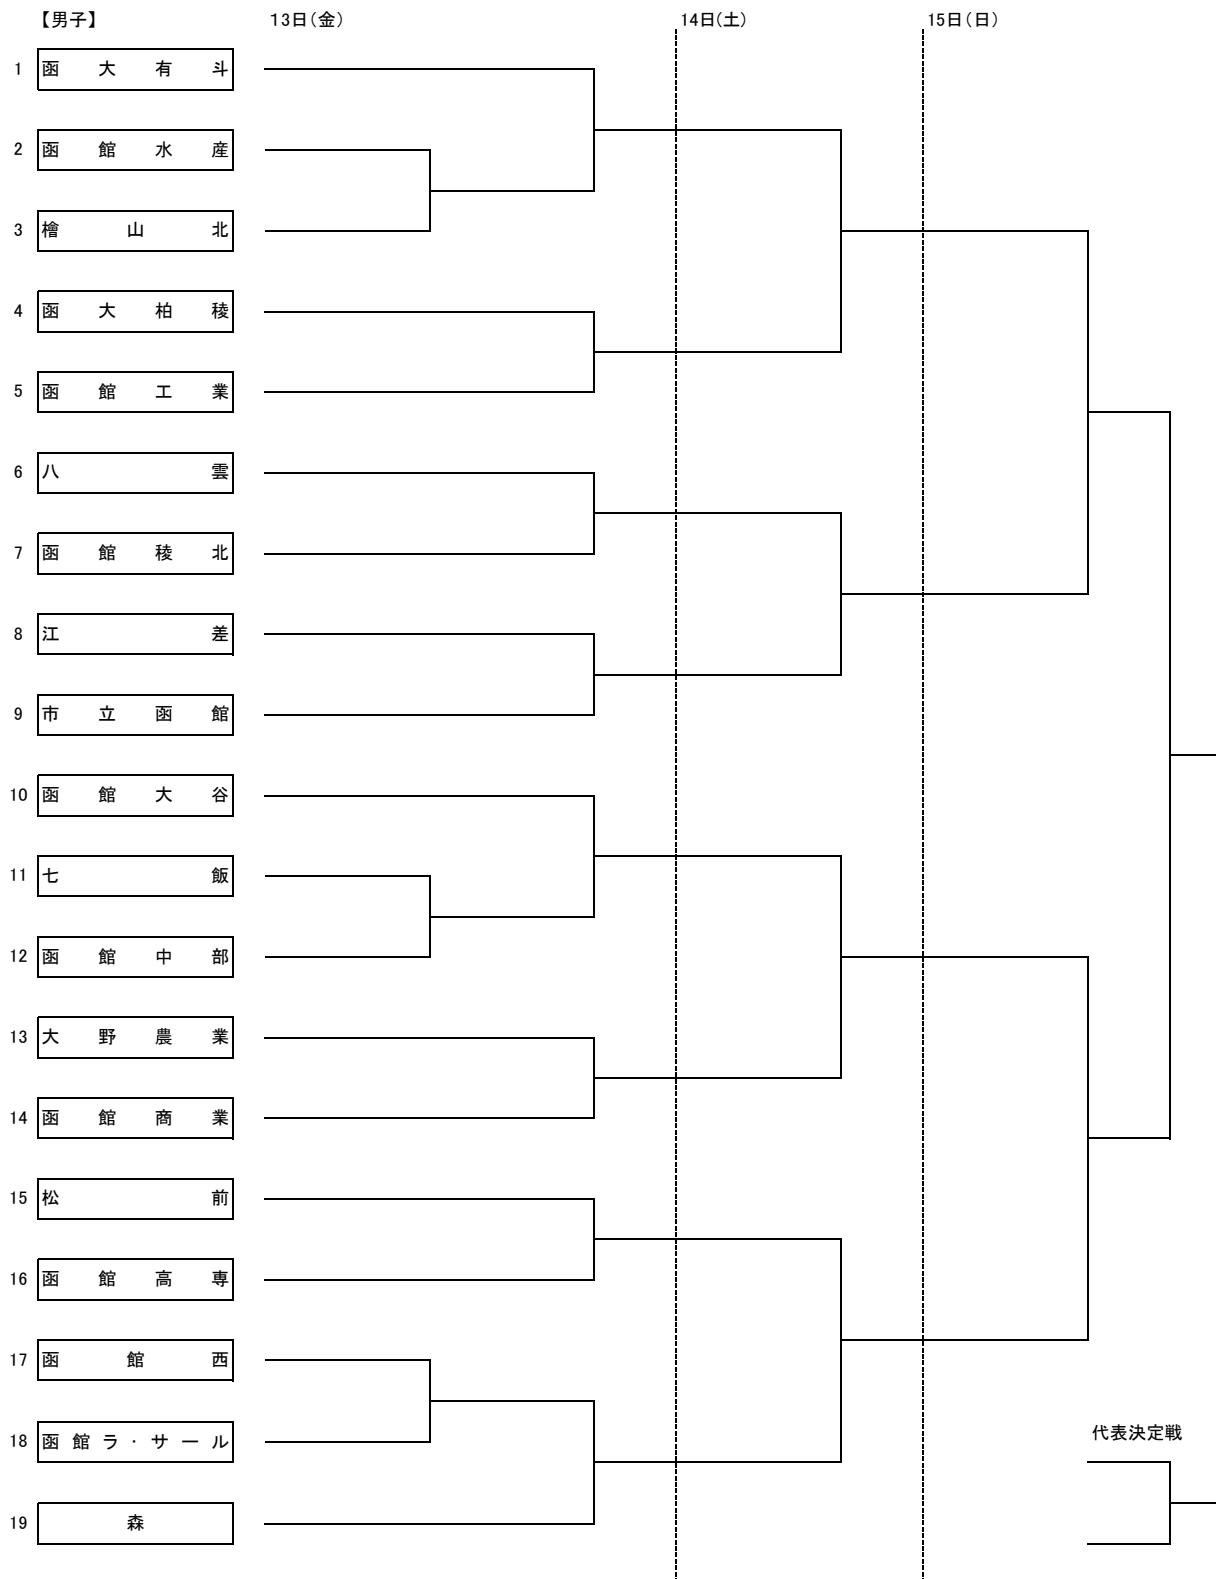 【男子】 13日(金) 14日(土) 15日(日)
1 函大有斗
2 函館水産
3 檜山北
4 函大柏稜
5 函館工業
6 八雲
7 函館稜北
8 江差
9 市立函館
10 函館大谷
11 七飯
12 函館中部
13 大野農業
14 函館商業
15 松前
16 函館高専
17 函館西
18 函館ラ・サール
代表決定戦
19 森